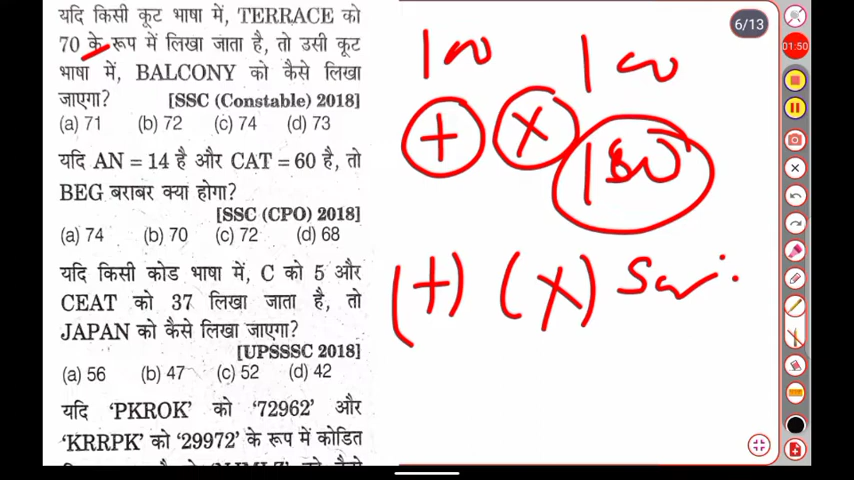 यदि किसी कूट भाषा में, TERRACE को
70 के रूप में लिखा जाता है, तो उसी कूट
भाषा में, BALCONY को कैसे लिखा
जाएगा? [SSC (Constable) 2018]
(a) 71 (b) 72 (c) 74 (d) 73
यदि AN = 14 है और CAT = 60 है, तो
BEG बराबर क्या होगा?
[SSC (CPO) 2018]
(a) 74 (b) 70 (c) 72 (d) 68
यदि किसी कोड भाषा में, C को 5 और
CEAT को 37 लिखा जाता है, तो
JAPAN को कैसे लिखा जाएगा?
[UPSSSC 2018]
(a) 56 (b) 47 (c) 52 (d) 42
यदि 'PKROK' को '72962' और
'KRRPK' को '29972' के रूप में कोडित
6/13
01:50
100 100
+ ×
180
(+) (×)